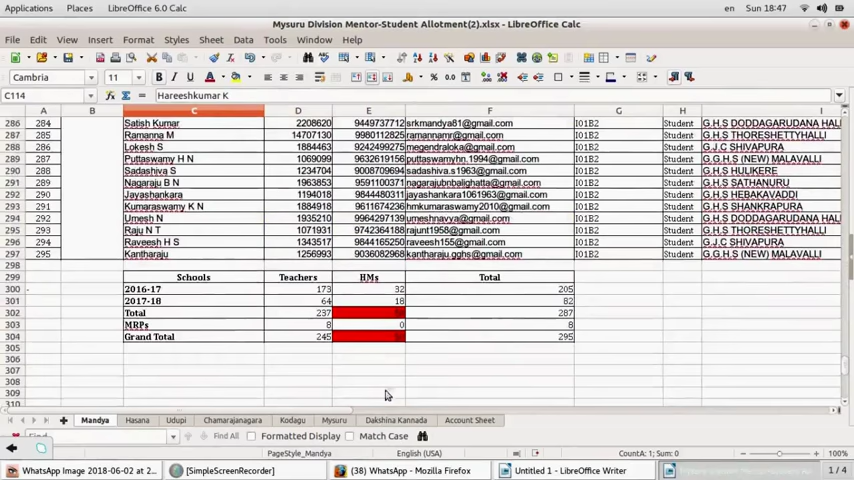 Applications Places LibreOffice 6.0 Calc en Sun 18:47
Mysuru Division Mentor-Student Allotment(2).xlsx - LibreOffice Calc
File Edit View Insert Format Styles Sheet Data Tools Window Help
Cambria 11
C114 Hareeshkumar K
A B C D E F G H I
286 284 Satish Kumar 2208620 9449737712 srkmandya81@gmail.com I01B2 Student G.H.S DODDAGARUDANA HAL
287 285 Ramanna M 14707130 9980112825 ramannamr@gmail.com I01B2 Student G.H.S THORESHETTYHALLI
288 286 Lokesh S 1884463 9242499275 megendraloka@gmail.com I01B2 Student G.J.C SHIVAPURA
289 287 Puttaswamy H N 1069099 9632619156 puttaswamyhn.1994@gmail.com I01B2 Student G.G.H.S (NEW) MALAVALLI
290 288 Sadashiva S 1234704 9008709694 sadashiva.s1963@gmail.com I01B2 Student G.H.S HULIKERE
291 289 Nagaraju B N 1963859 9591100371 nagarajubnbalighatta@gmail.com I01B2 Student G.H.S SATHANURU
292 290 Jayashankara 1194018 9844480311 jayashankara1061963@gmail.com I01B2 Student G.H.S HEBAKAVADDI
293 291 Kumaraswamy K N 1884918 9611674236 hmkumaraswamy2010@gmail.com I01B2 Student G.H.S SHANKRAPURA
294 292 Umesh N 1935210 9964297139 umeshnavya@gmail.com I01B2 Student G.H.S DODDAGARUDANA HAL
295 293 Raju N T 1071931 9742364188 rajunt1958@gmail.com I01B2 Student G.H.S THORESHETTYHALLI
296 294 Raveesh H S 1343517 9844165250 raveesh155@gmail.com I01B2 Student G.J.C SHIVAPURA
297 295 Kantharaju 1256993 9036082968 kantharaju.gghs@gmail.com I01B2 Student G.G.H.S (NEW) MALAVALLI
298
299 Schools Teachers HMs Total
300 - 2016-17 173 32 205
301 2017-18 64 18 82
302 Total 237 287
303 MRPs 8 0 8
304 Grand Total 245 295
305
306
307
308
309
310
Mandya Hasana Udupi Chamarajanagara Kodagu Mysuru Dakshina Kannada Account Sheet
Find Find All Formatted Display Match Case
PageStyle_Mandya English (USA) CountA: 1; Sum: 0 100%
WhatsApp Image 2018-06-02 at 2... [SimpleScreenRecorder] (38) WhatsApp - Mozilla Firefox Untitled 1 - LibreOffice Writer 1 / 4